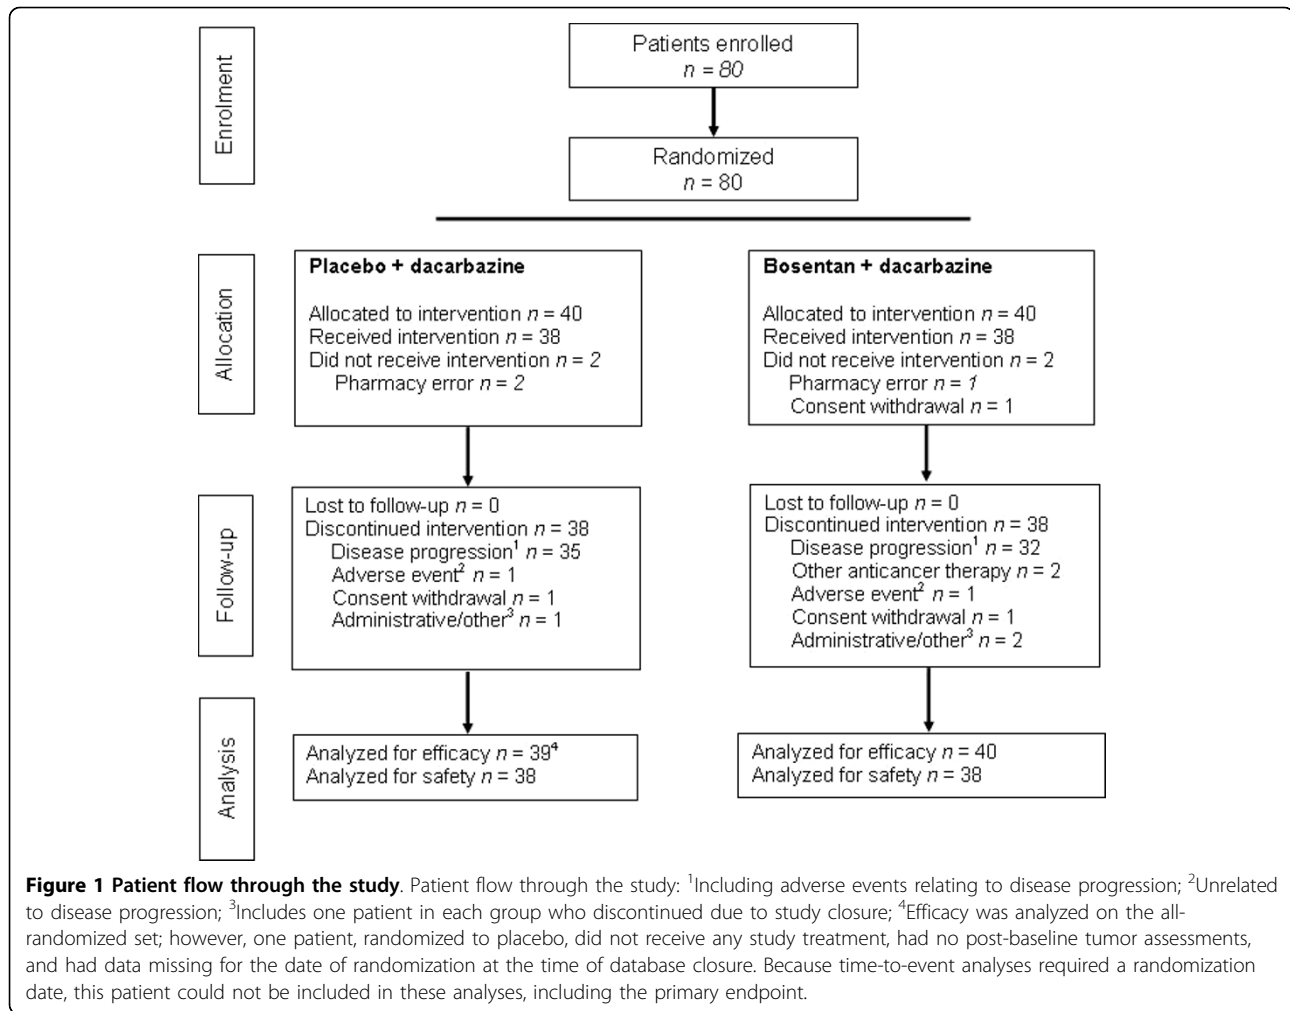 Enrolment
Patients enrolled
n = 80
Randomized
n = 80
Allocation
Placebo + dacarbazine
Allocated to intervention n = 40
Received intervention n = 38
Did not receive intervention n = 2
Pharmacy error n = 2
Bosentan + dacarbazine
Allocated to intervention n = 40
Received intervention n = 38
Did not receive intervention n = 2
Pharmacy error n = 1
Consent withdrawal n = 1
Follow-up
Lost to follow-up n = 0
Discontinued intervention n = 38
Disease progression¹ n = 35
Adverse event² n = 1
Consent withdrawal n = 1
Administrative/other³ n = 1
Lost to follow-up n = 0
Discontinued intervention n = 38
Disease progression¹ n = 32
Other anticancer therapy n = 2
Adverse event² n = 1
Consent withdrawal n = 1
Administrative/other³ n = 2
Analysis
Analyzed for efficacy n = 39⁴
Analyzed for safety n = 38
Analyzed for efficacy n = 40
Analyzed for safety n = 38
Figure 1 Patient flow through the study. Patient flow through the study: ¹Including adverse events relating to disease progression; ²Unrelated
to disease progression; ³Includes one patient in each group who discontinued due to study closure; ⁴Efficacy was analyzed on the all-
randomized set; however, one patient, randomized to placebo, did not receive any study treatment, had no post-baseline tumor assessments,
and had data missing for the date of randomization at the time of database closure. Because time-to-event analyses required a randomization
date, this patient could not be included in these analyses, including the primary endpoint.